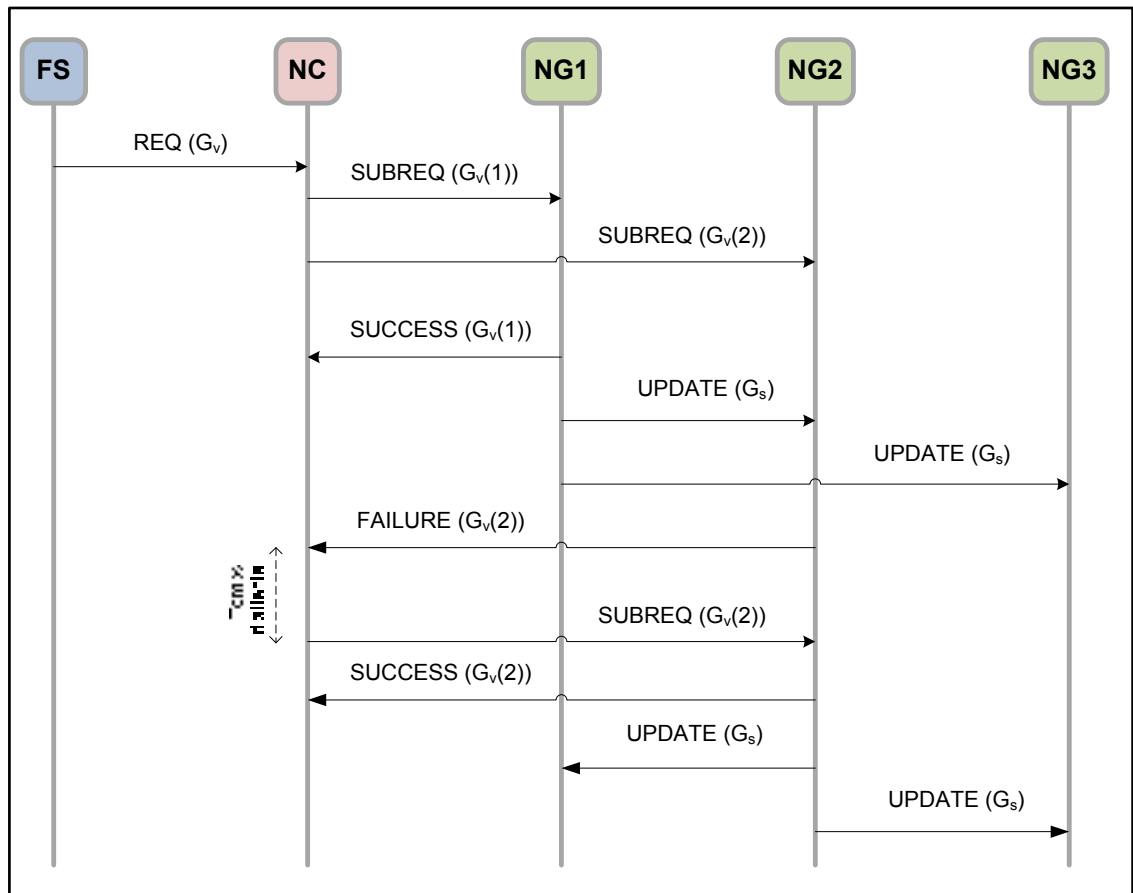 FS
NC
NG1
NG2
NG3
REQ (Gᵥ)
SUBREQ (Gᵥ(1))
SUBREQ (Gᵥ(2))
SUCCESS (Gᵥ(1))
UPDATE (Gₛ)
UPDATE (Gₛ)
FAILURE (Gᵥ(2))
SUBREQ (Gᵥ(2))
SUCCESS (Gᵥ(2))
UPDATE (Gₛ)
UPDATE (Gₛ)